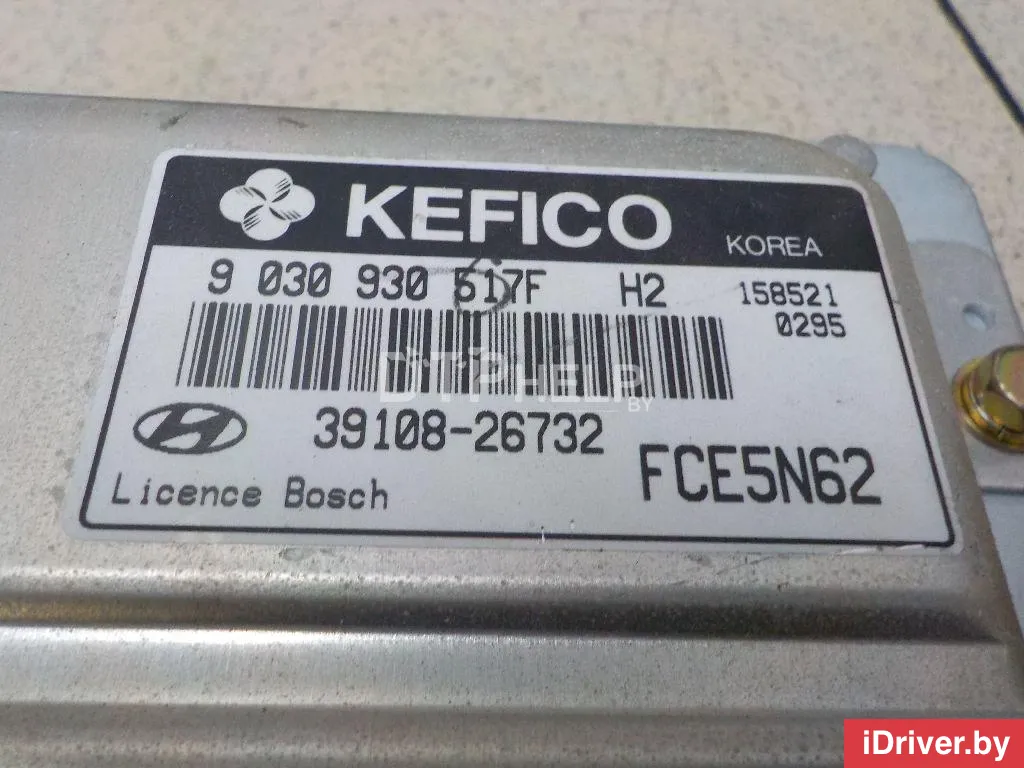 KEFICO
KOREA
9 030 930 517F H2 158521
0295
DTPHELP.BY
39108-26732
FCE5N62
Licence Bosch
iDriver.by